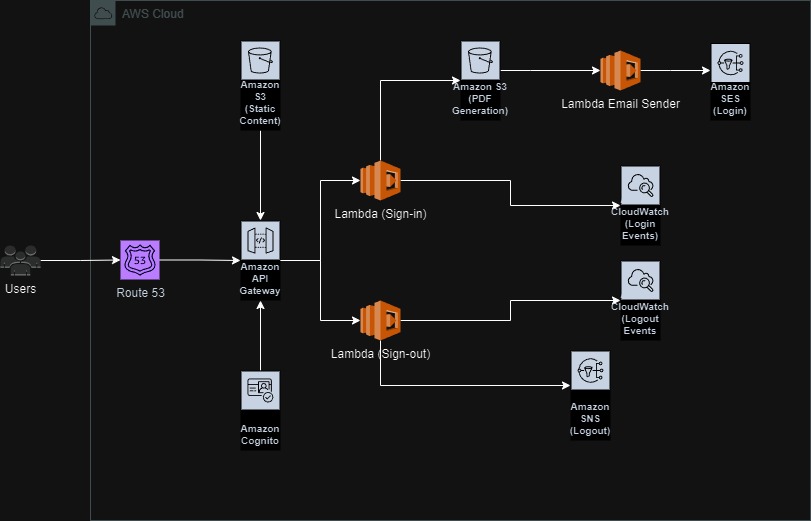 AWS Cloud
Amazon
S3
(Static
Content)
Amazon S3
(PDF
Generation)
Lambda Email Sender
Amazon
SES
(Login)
Lambda (Sign-in)
CloudWatch
(Login
Events)
Users
53
Route 53
Amazon
API
Gateway
CloudWatch
(Logout
Events
Lambda (Sign-out)
Amazon
SNS
(Logout)
Amazon
Cognito